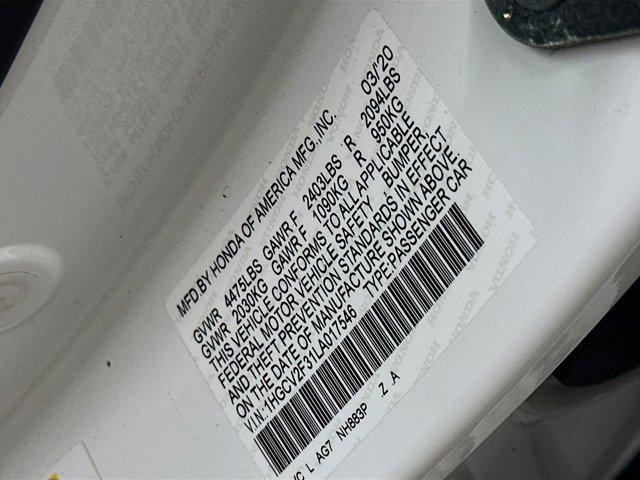 MFD.BY HONDA OF AMERICA MFG.,INC. 03/'20
GVWR 4475LBS GAWR F 2403LBS R 2094LBS
GVWR 2030KG GAWR F 1090KG R 950KG
THIS VEHICLE CONFORMS TO ALL APPLICABLE
FEDERAL MOTOR VEHICLE SAFETY BUMPER,
AND THEFT PREVENTION STANDARDS IN EFFECT
ON THE DATE OF MANUFACTURE SHOWN ABOVE.
V.I.N:1HGCV2F31LA017546 TYPE:PASSENGER CAR
C L AG7 NH883P .Z .A